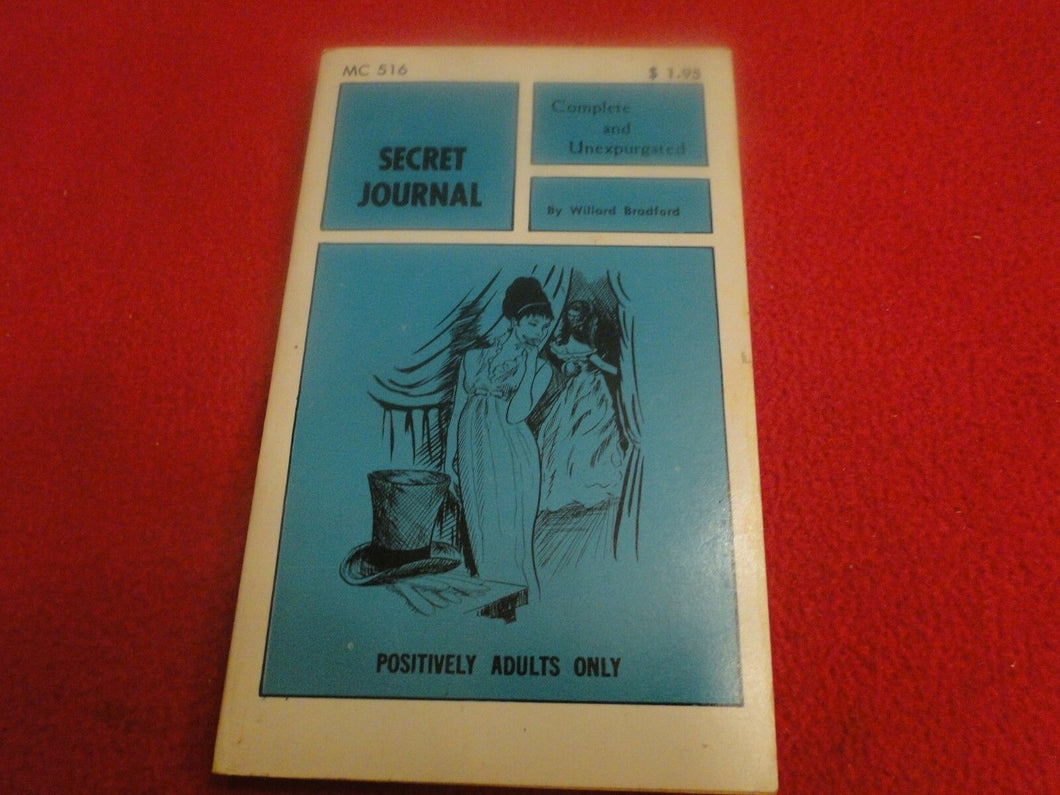 MC 516
$ 1.95
SECRET
JOURNAL
Complete
and
Unexpurgated
By Willard Bradford
POSITIVELY ADULTS ONLY